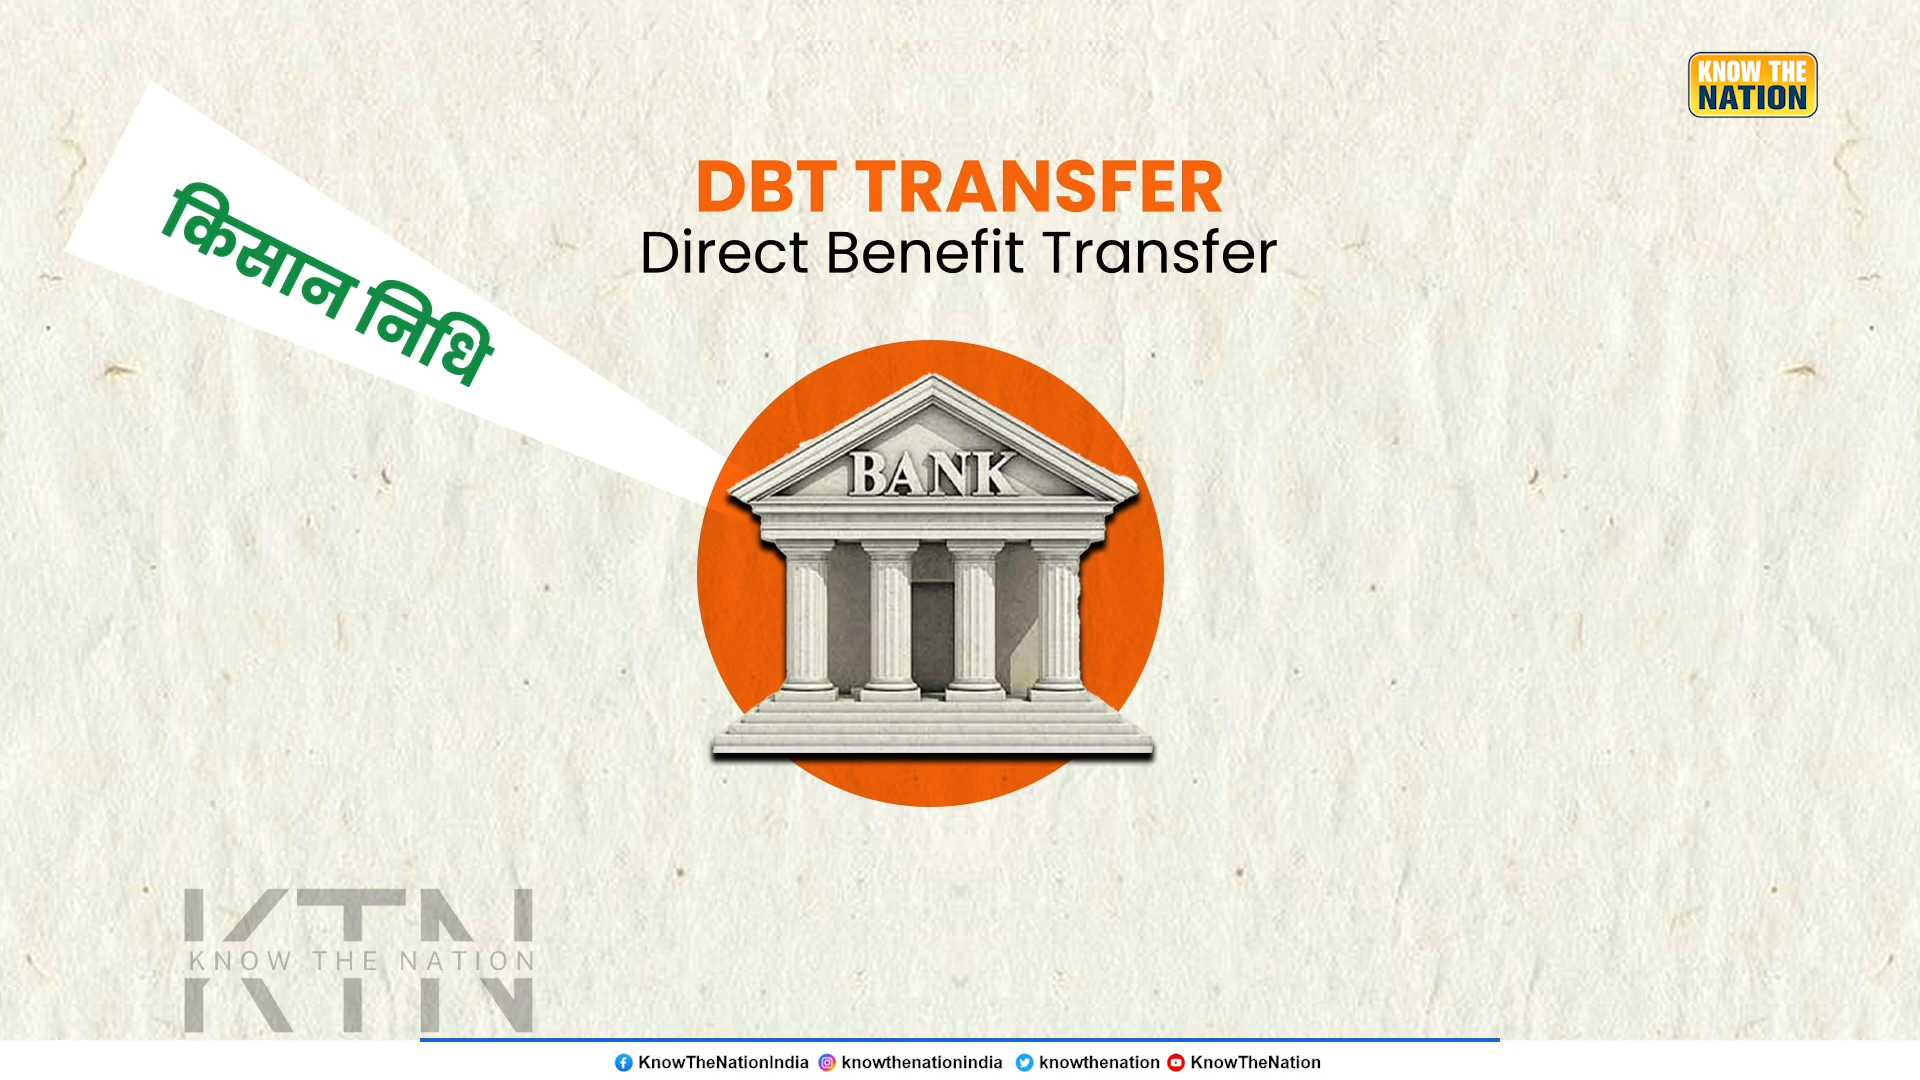 KNOW THE
NATION
DBT TRANSFER
Direct Benefit Transfer
किसान निधि
BANK
KTN
KNOW THE NATION
KnowTheNationIndia knowthenationindia knowthenation KnowTheNation